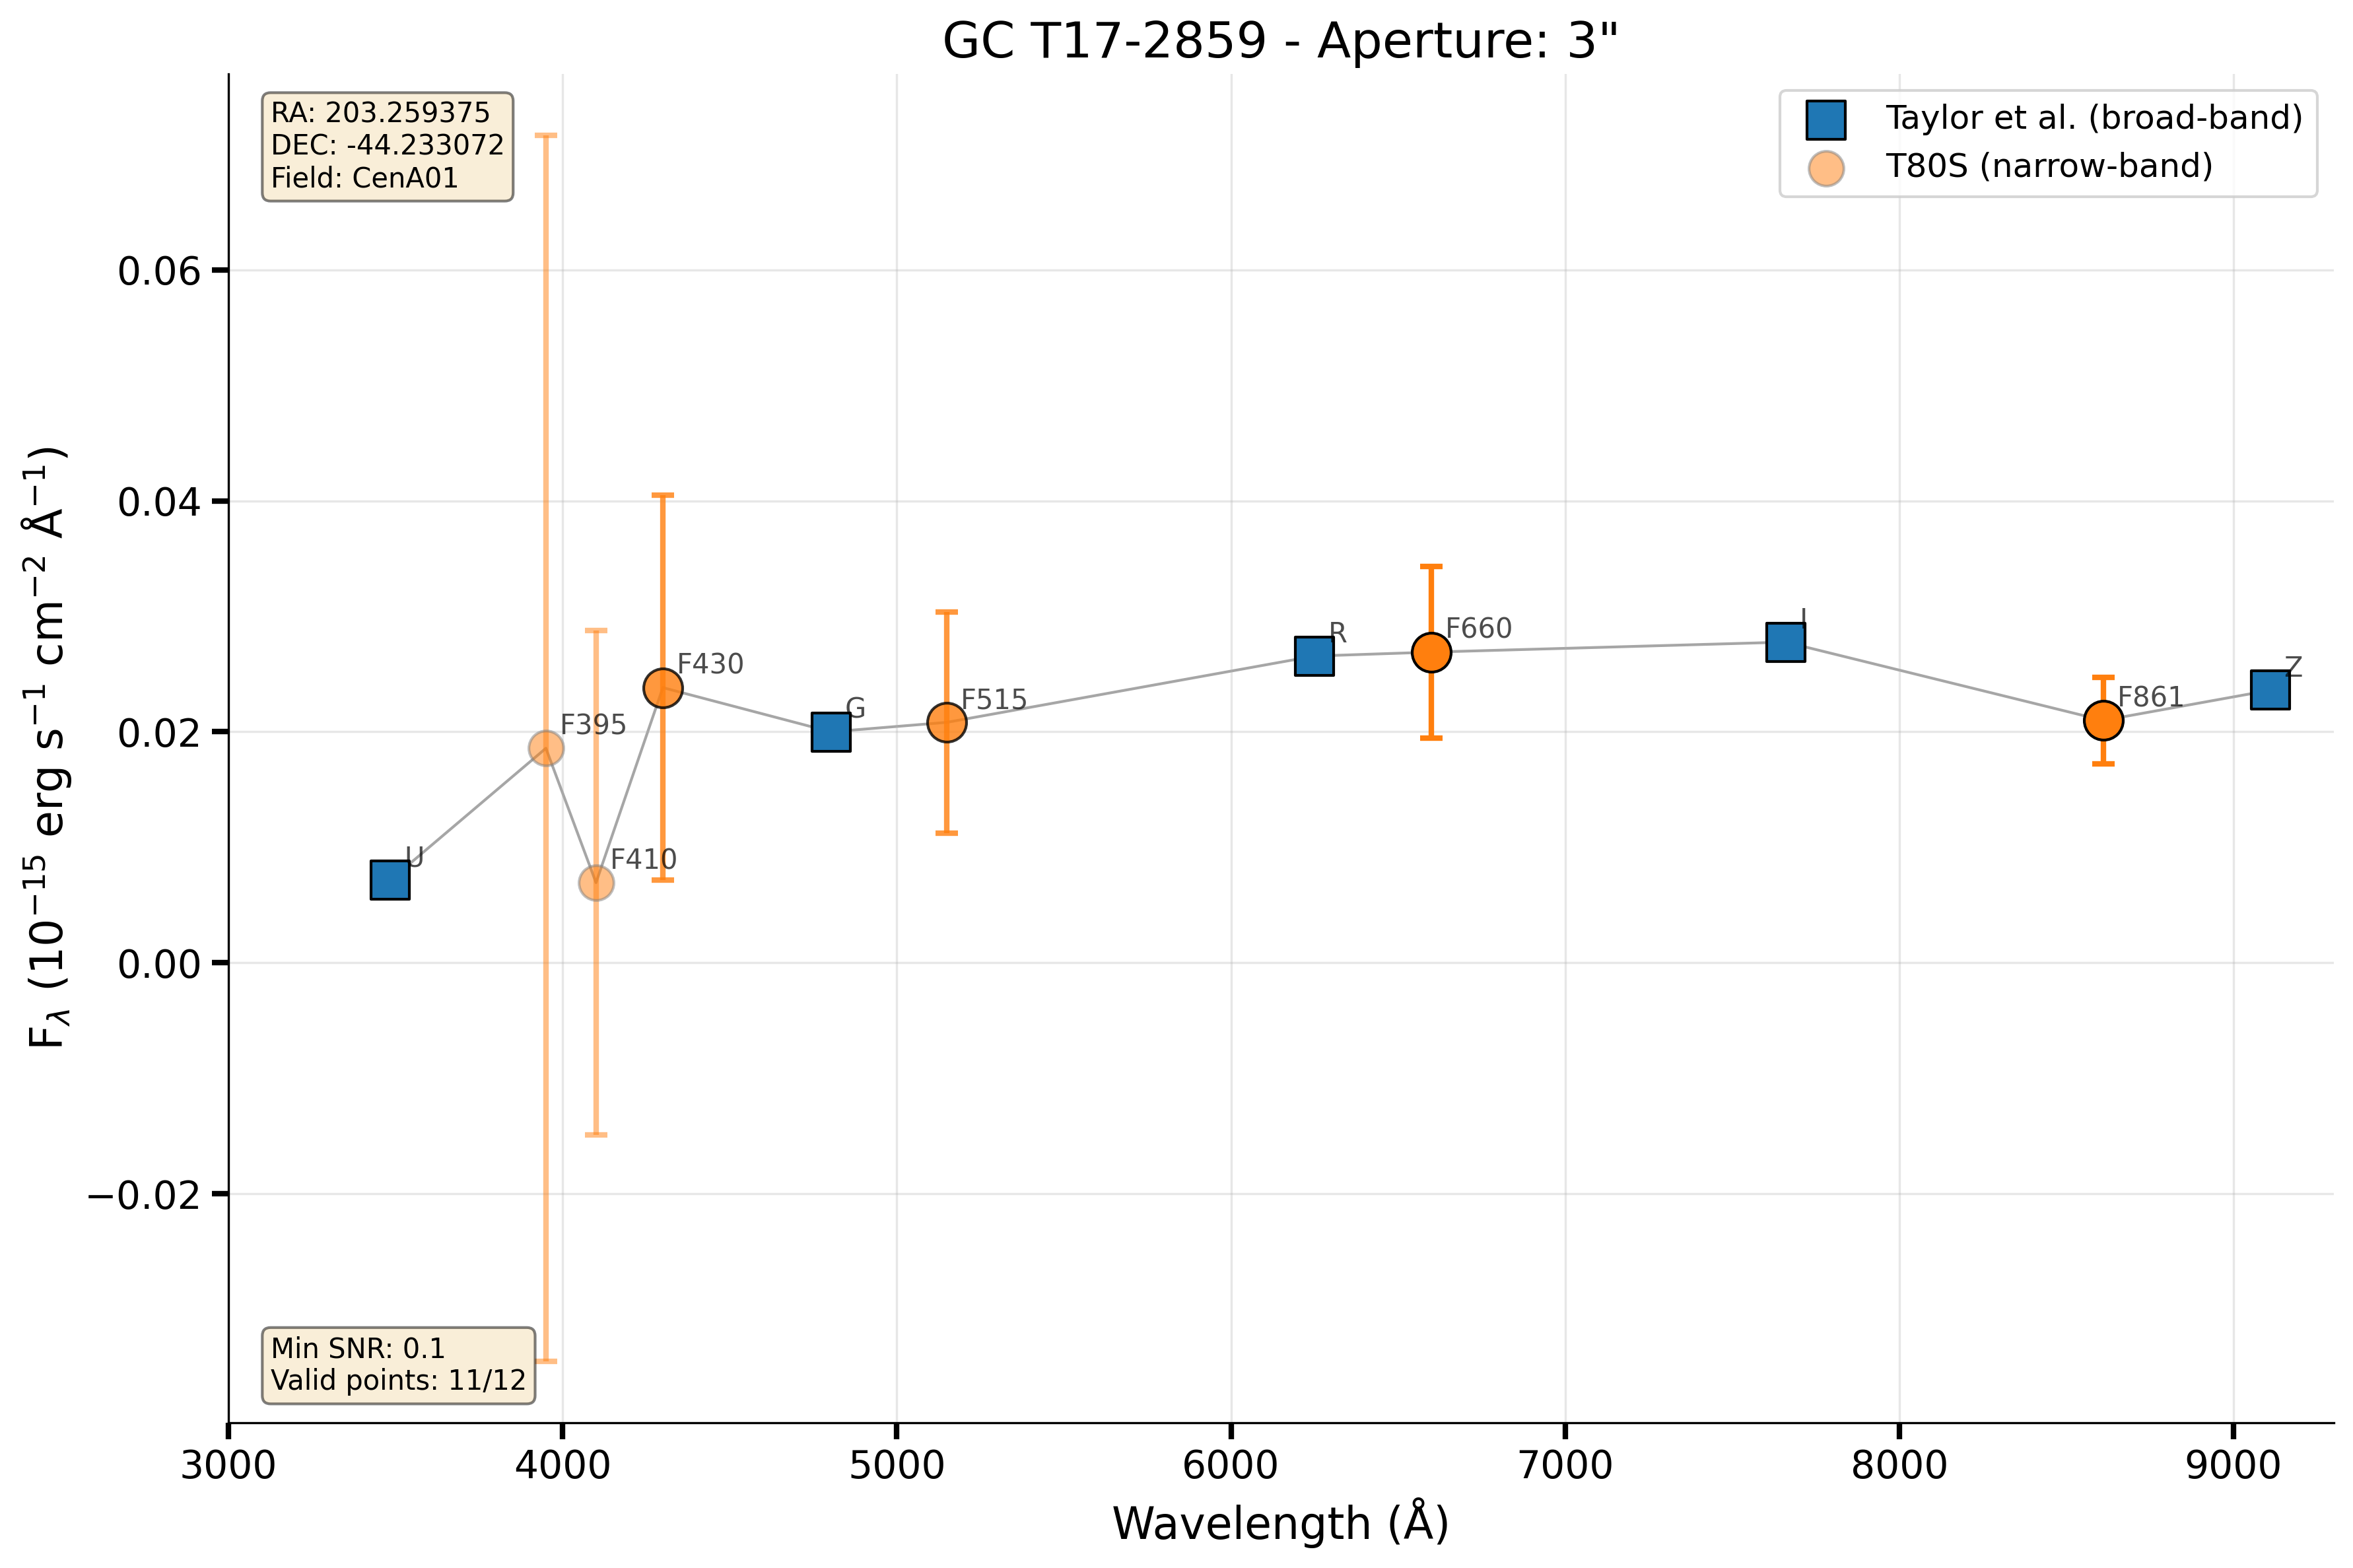 GC T17-2859 - Aperture: 3"
RA: 203.259375
DEC: -44.233072
Field: CenA01
Taylor et al. (broad-band)
T80S (narrow-band)
0.06
0.04
0.02
0.00
−0.02
F_λ (10⁻¹⁵ erg s⁻¹ cm⁻² Å⁻¹)
U
F395
F410
F430
G
F515
R
F660
I
F861
Z
Min SNR: 0.1
Valid points: 11/12
3000 4000 5000 6000 7000 8000 9000
Wavelength (Å)